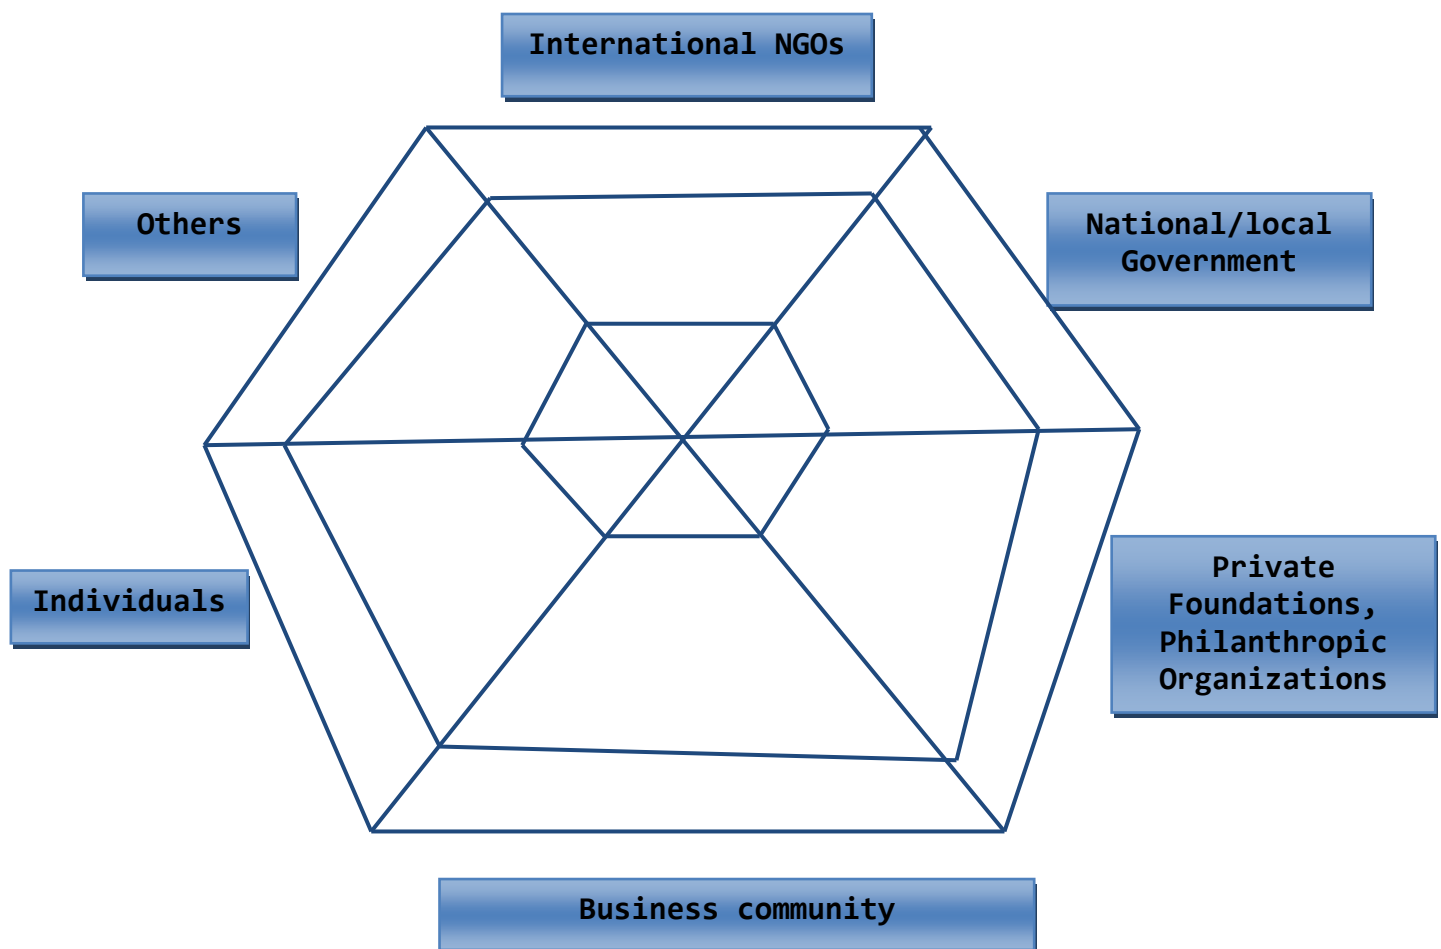 International NGOs
Others
National/local
Government
Individuals
Private
Foundations,
Philanthropic
Organizations
Business community